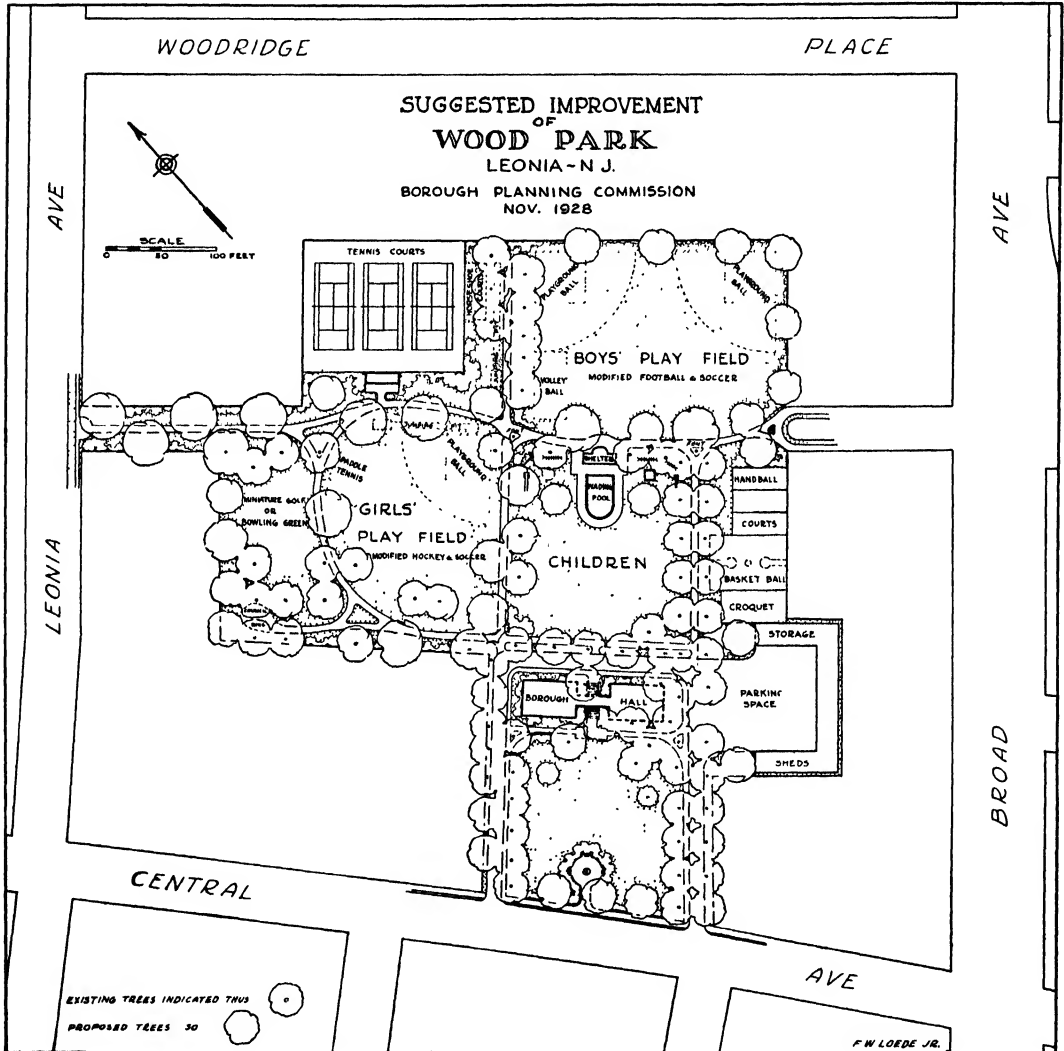 WOODRIDGE PLACE
SUGGESTED IMPROVEMENT
OF
WOOD PARK
LEONIA~N J.
BOROUGH PLANNING COMMISSION
NOV. 1928
AVE
AVE
SCALE
0 50 100 FEET
TENNIS COURTS
PLAYGROUND
BALL
PLAYGROUND
BALL
BOYS' PLAY FIELD
MODIFIED FOOTBALL & SOCCER
VOLLEY
BALL
PADDLE
TENNIS
PLAYGROUND
BALL
SHELTER
WADING
POOL
HANDBALL
COURTS
MINIATURE GOLF
OR
BOWLING GREEN
GIRLS'
PLAY FIELD
MODIFIED HOCKEY & SOCCER
CHILDREN
BASKET BALL
CROQUET
STORAGE
LEONIA
BOROUGH HALL
PARKING
SPACE
SHEDS
BROAD
CENTRAL
AVE
EXISTING TREES INDICATED THUS
PROPOSED TREES SO
F W LOEDE JR.